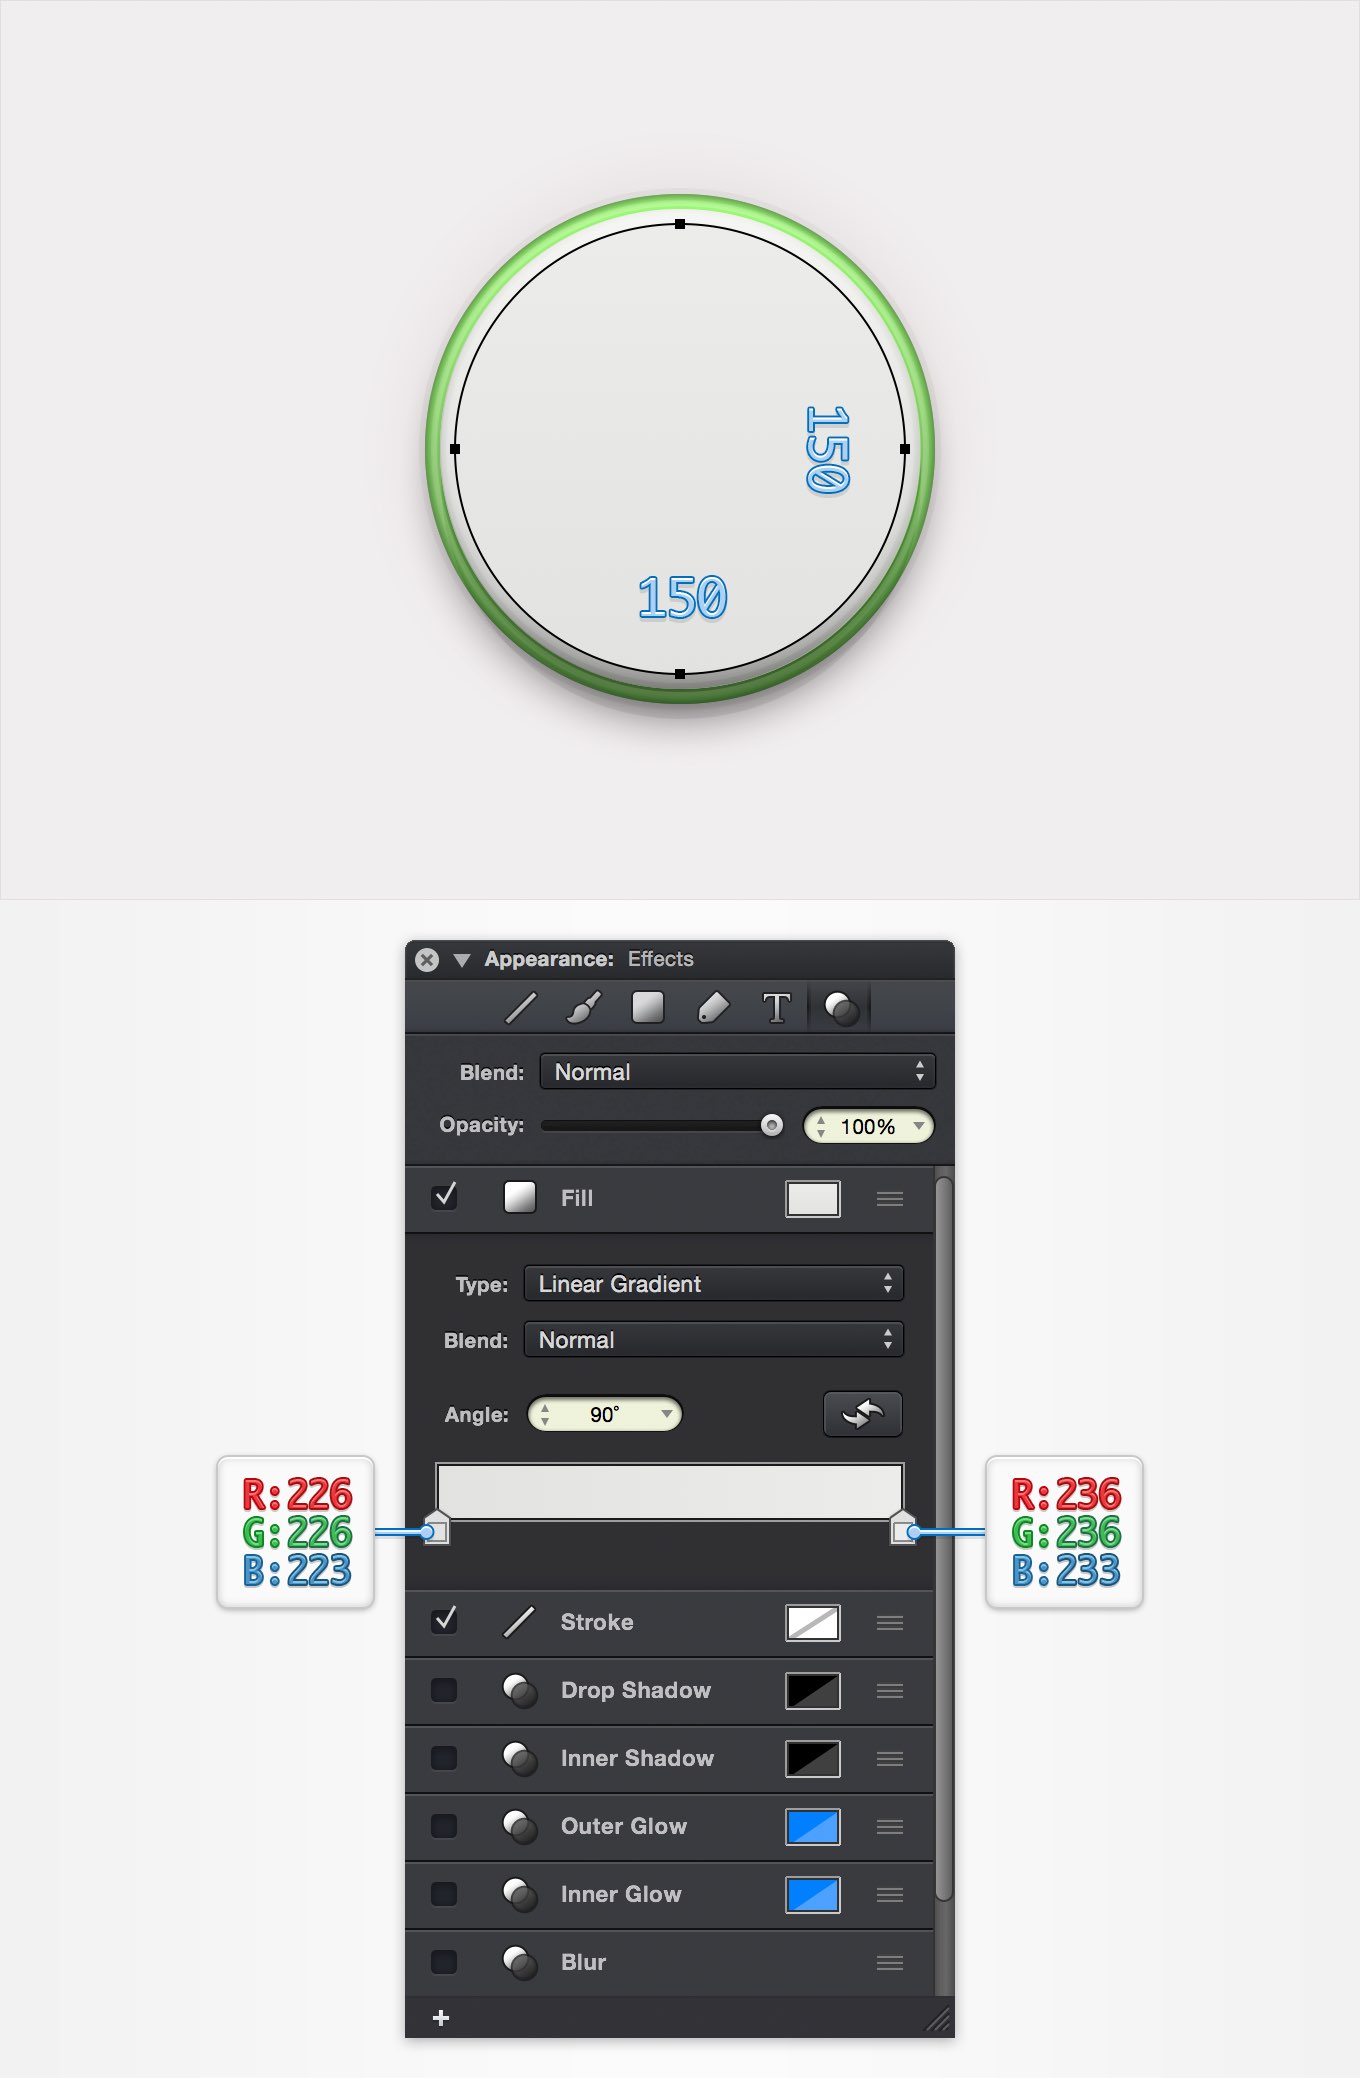 150
150
Appearance: Effects
T
Blend: Normal
Opacity: 100%
Fill
Type: Linear Gradient
Blend: Normal
Angle: 90°
R:226
G:226
B:223
R:236
G:236
B:233
Stroke
Drop Shadow
Inner Shadow
Outer Glow
Inner Glow
Blur